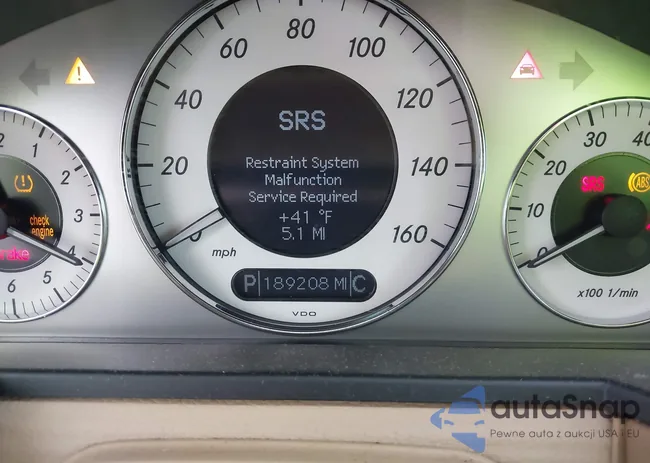 80
60
100
40
120
20
140
160
SRS
Restraint System
Malfunction
Service Required
+41 °F
5.1 MI
mph
P 189208 MI C
VDO
1
2
2
3
4
5
6
check
engine
30
40
20
10
0
SRS
ABS
x100 1/min
autaSnap
Pewne auta z aukcji USA i EU